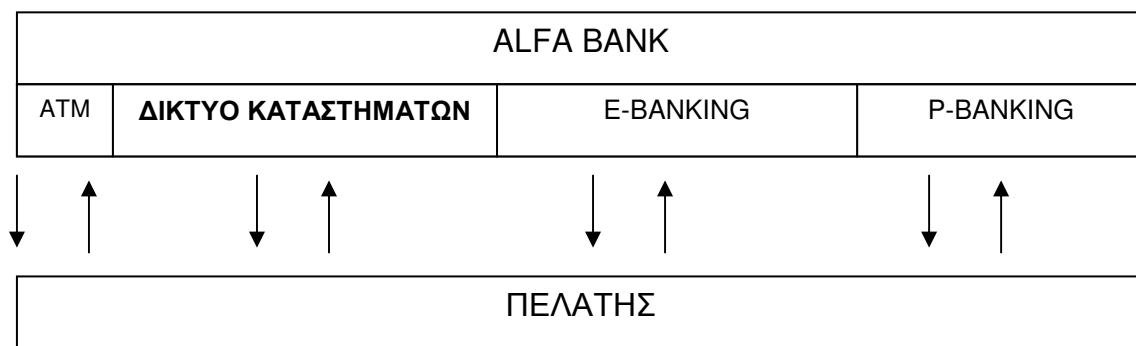 ALFA BANK
ATM
ΔΙΚΤΥΟ ΚΑΤΑΣΤΗΜΑΤΩΝ
E-BANKING
P-BANKING
ΠΕΛΑΤΗΣ